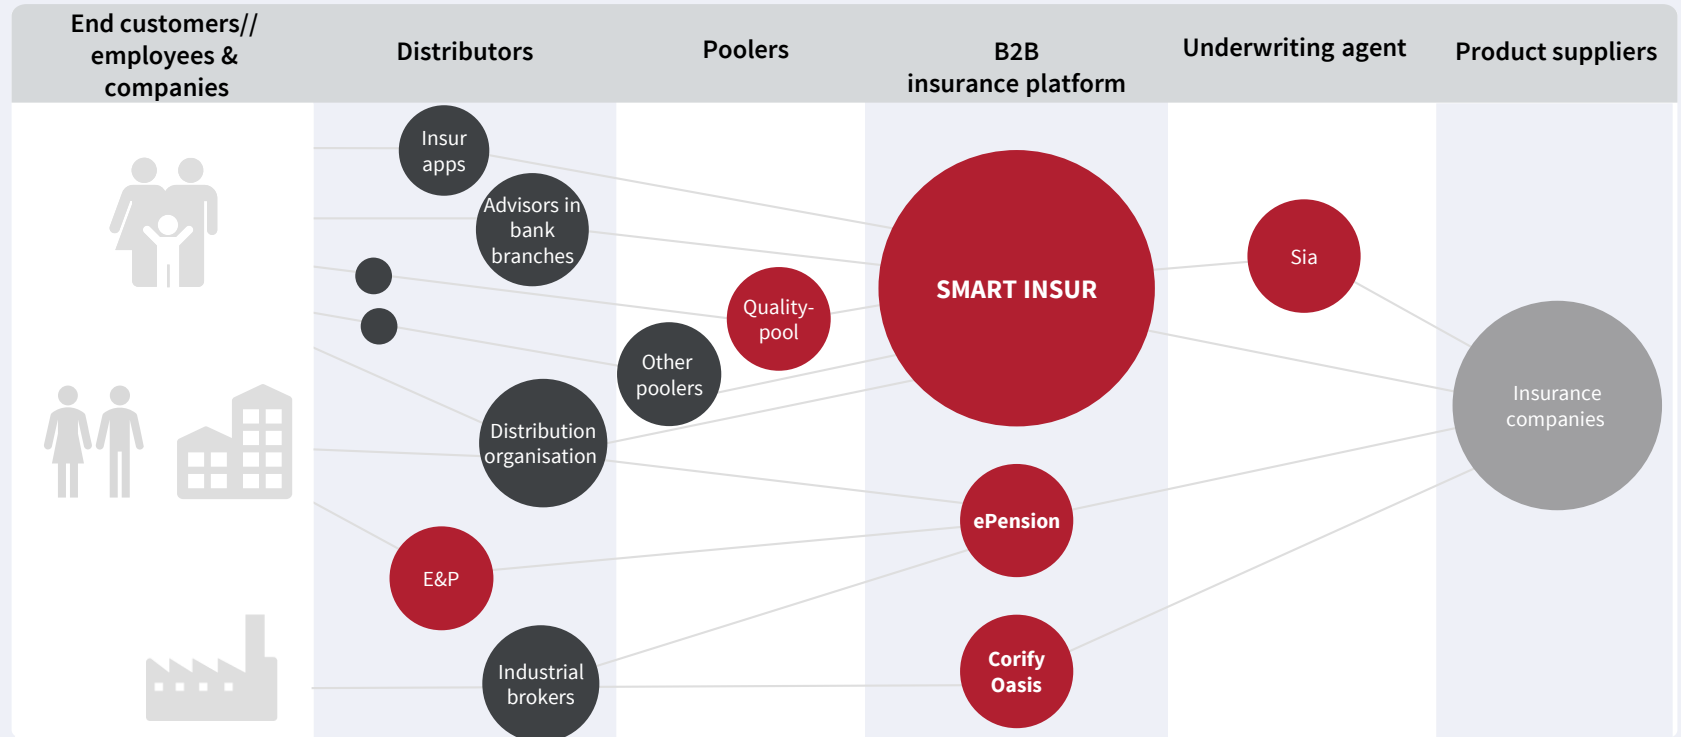 End customers//
employees &
companies
Distributors
Poolers
B2B
insurance platform
Underwriting agent
Product suppliers
Insur
apps
Advisors in
bank
branches
Quality-
pool
Other
poolers
Distribution
organisation
E&P
Industrial
brokers
SMART INSUR
ePension
Corify
Oasis
Sia
Insurance
companies